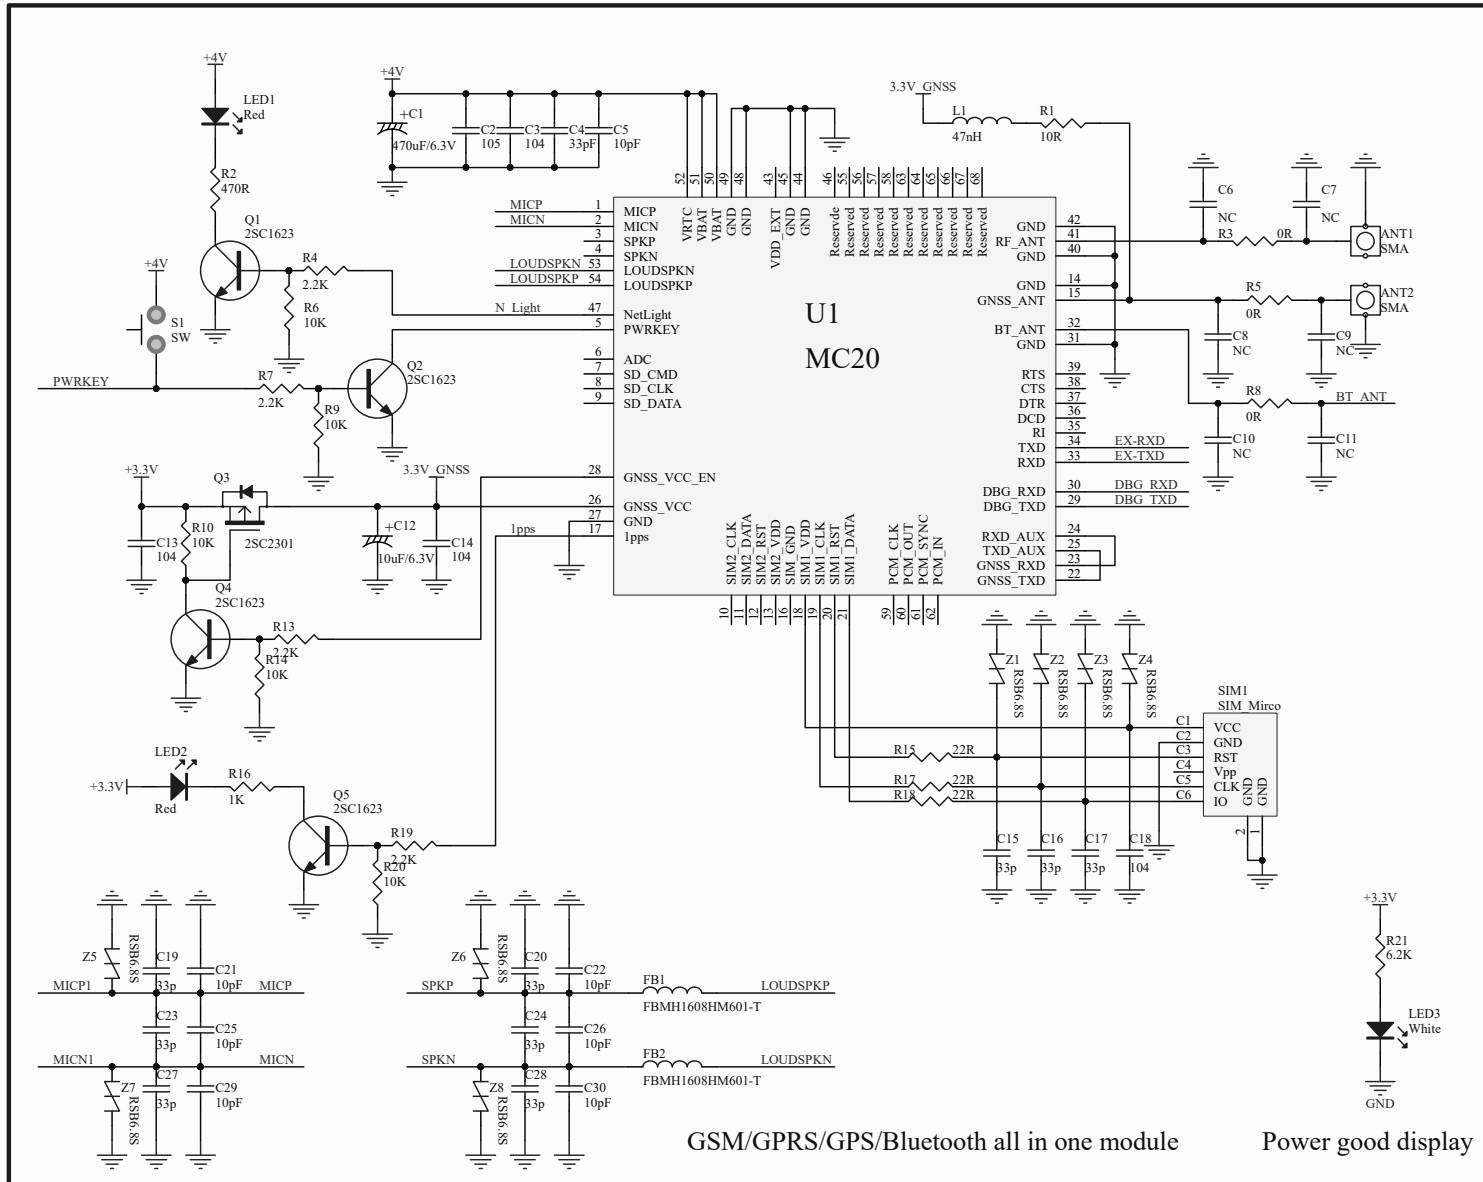 +4V
LED1
Red
R2
470R
Q1
2SC1623
+4V
S1
SW
R4
2.2K
R6
10K
PWRKEY
R7
2.2K
R9
10K
Q2
2SC1623
+4V
+C1
470uF/6.3V
C2
105
C3
104
C4
33pF
C5
10pF
3.3V_GNSS
L1
47nH
R1
10R
52 51 50 49 48 43 45 44 46 55 56 57 58 63 64 65 66 67 68
VRTC
VBAT
VBAT
GND
GND
VDD_EXT
GND
GND
Reservde
Reserved
Reserved
Reserved
Reserved
Reserved
Reserved
Reserved
Reserved
Reserved
Reserved
MICP 1 MICP
MICN 2 MICN
3 SPKP
4 SPKN
LOUDSPKN 53 LOUDSPKN
LOUDSPKP 54 LOUDSPKP
N_Light 47 NetLight
5 PWRKEY
6 ADC
7 SD_CMD
8 SD_CLK
9 SD_DATA
28 GNSS_VCC_EN
26 GNSS_VCC
27 GND
1pps 17 1pps
U1
MC20
GND 42
RF_ANT 41
GND 40
GND 14
GNSS_ANT 15
BT_ANT 32
GND 31
RTS 39
CTS 38
DTR 37
DCD 36
RI 35
TXD 34 EX-RXD
RXD 33 EX-TXD
DBG_RXD 30 DBG_RXD
DBG_TXD 29 DBG_TXD
RXD_AUX 24
TXD_AUX 25
GNSS_RXD 23
GNSS_TXD 22
SIM2_CLK
SIM2_DATA
SIM2_RST
SIM2_VDD
SIM_GND
SIM1_VDD
SIM1_CLK
SIM1_RST
SIM1_DATA
PCM_CLK
PCM_OUT
PCM_SYNC
PCM_IN
10 11 12 13 16 18 19 20 21 59 60 61 62
C6
NC
C7
NC
R3 0R
ANT1
SMA
R5
0R
ANT2
SMA
C8
NC
C9
NC
R8
0R
BT_ANT
C10
NC
C11
NC
+3.3V
Q3
2SC2301
3.3V_GNSS
R10
10K
C13
104
+C12
10uF/6.3V
C14
104
Q4
2SC1623
R13
2.2K
R14
10K
Z1
RSB6.8S
Z2
RSB6.8S
Z3
RSB6.8S
Z4
RSB6.8S
SIM1
SIM_Mirco
C1 VCC
C2 GND
C3 RST
C4 Vpp
C5 CLK
C6 IO
GND
GND
2 1
R15 22R
R17 22R
R18 22R
C15
33p
C16
33p
C17
33p
C18
104
LED2
+3.3V
Red
R16
1K
Q5
2SC1623
R19
2.2K
R20
10K
Z5
RSB6.8S
C19
33p
C21
10pF
MICP1 MICP
C23
33p
C25
10pF
MICN1 MICN
Z7
RSB6.8S
C27
33p
C29
10pF
Z6
RSB6.8S
C20
33p
C22
10pF
FB1
SPKP LOUDSPKP
FBMH1608HM601-T
C24
33p
C26
10pF
FB2
SPKN LOUDSPKN
FBMH1608HM601-T
Z8
RSB6.8S
C28
33p
C30
10pF
+3.3V
R21
6.2K
LED3
White
GND
GSM/GPRS/GPS/Bluetooth all in one module
Power good display